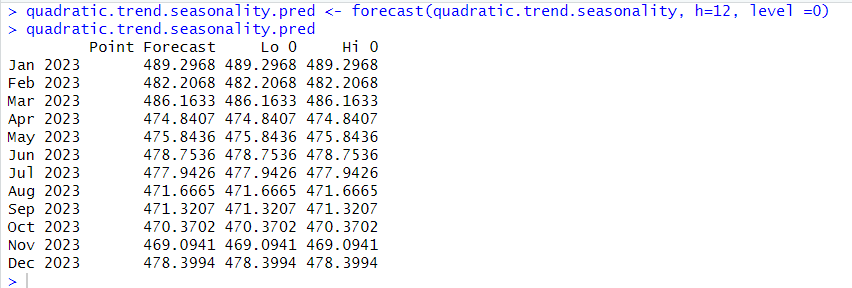 > quadratic.trend.seasonality.pred <- forecast(quadratic.trend.seasonality, h=12, level =0)
> quadratic.trend.seasonality.pred
         Point Forecast     Lo 0     Hi 0
Jan 2023       489.2968 489.2968 489.2968
Feb 2023       482.2068 482.2068 482.2068
Mar 2023       486.1633 486.1633 486.1633
Apr 2023       474.8407 474.8407 474.8407
May 2023       475.8436 475.8436 475.8436
Jun 2023       478.7536 478.7536 478.7536
Jul 2023       477.9426 477.9426 477.9426
Aug 2023       471.6665 471.6665 471.6665
Sep 2023       471.3207 471.3207 471.3207
Oct 2023       470.3702 470.3702 470.3702
Nov 2023       469.0941 469.0941 469.0941
Dec 2023       478.3994 478.3994 478.3994
>